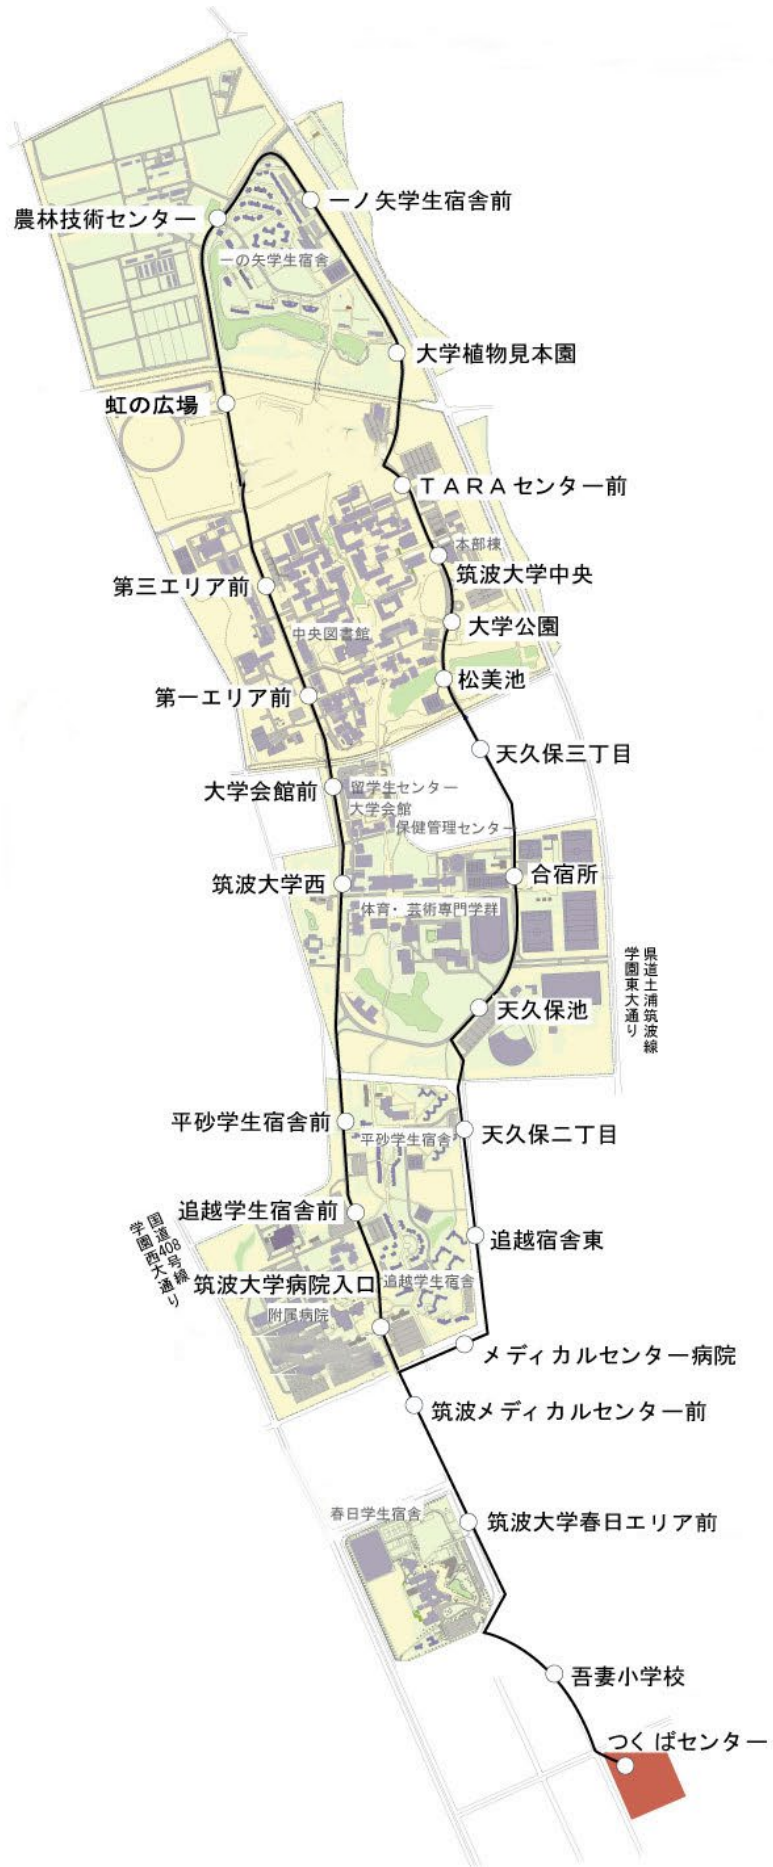 一ノ矢学生宿舎前
農林技術センター
一の矢学生宿舎
大学植物見本園
虹の広場
ＴＡＲＡセンター前
本部棟
筑波大学中央
第三エリア前
大学公園
中央図書館
松美池
第一エリア前
天久保三丁目
大学会館前
留学生センター
大学会館
保健管理センター
合宿所
筑波大学西
体育・芸術専門学群
県道土浦筑波線
学園東大通り
天久保池
平砂学生宿舎前
平砂学生宿舎
天久保二丁目
追越学生宿舎前
国道408号線
学園西大通り
追越宿舎東
筑波大学病院入口
追越学生宿舎
附属病院
メディカルセンター病院
筑波メディカルセンター前
春日学生宿舎
筑波大学春日エリア前
吾妻小学校
つくばセンター